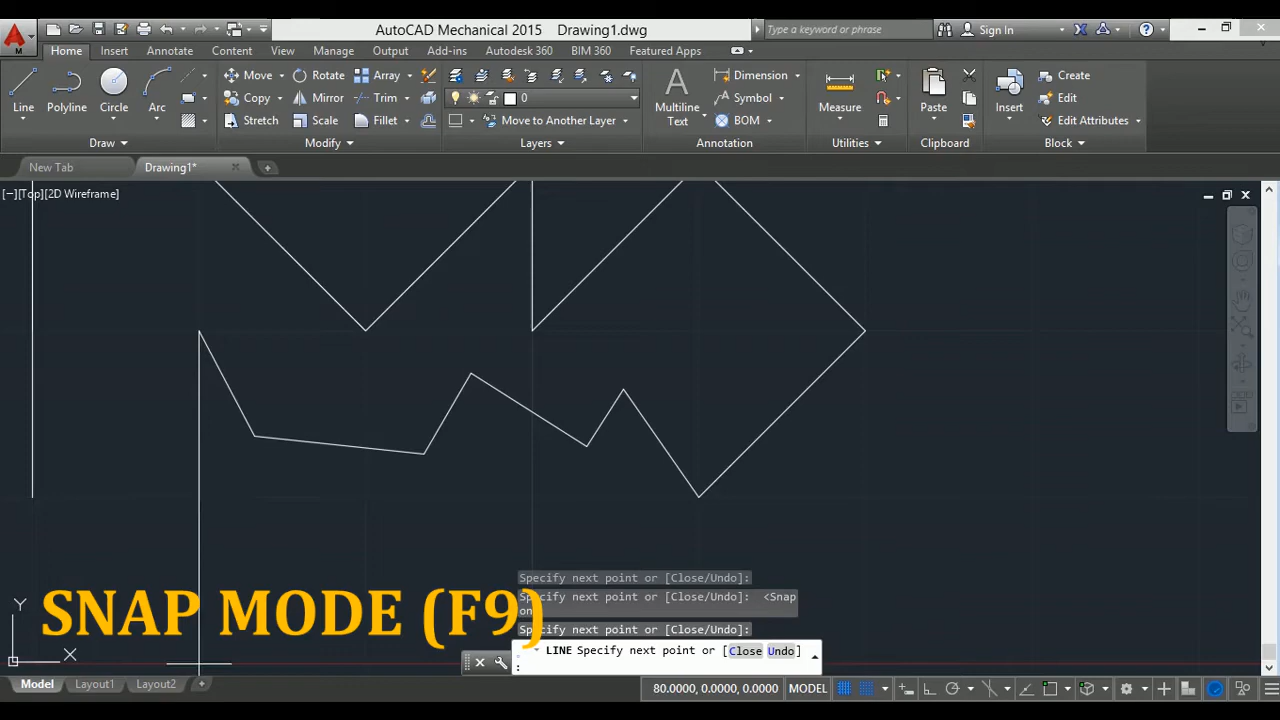 AutoCAD Mechanical 2015 Drawing1.dwg
Type a keyword or phrase
Sign In
M
Home Insert Annotate Content View Manage Output Add-ins Autodesk 360 BIM 360 Featured Apps
Line Polyline Circle Arc
Move Rotate Array
Copy Mirror Trim
Stretch Scale Fillet
0
Move to Another Layer
Multiline Text
Dimension
Symbol
BOM
Measure
Paste
Insert
Create
Edit
Edit Attributes
Draw Modify Layers Annotation Utilities Clipboard Block
New Tab Drawing1*
[−][Top][2D Wireframe]
Specify next point or [Close/Undo]:
Specify next point or [Close/Undo]: <Snap
on
Specify next point or [Close/Undo]:
LINE Specify next point or [Close Undo]
:
SNAP MODE (F9)
Y
X
Model Layout1 Layout2
80.0000, 0.0000, 0.0000 MODEL